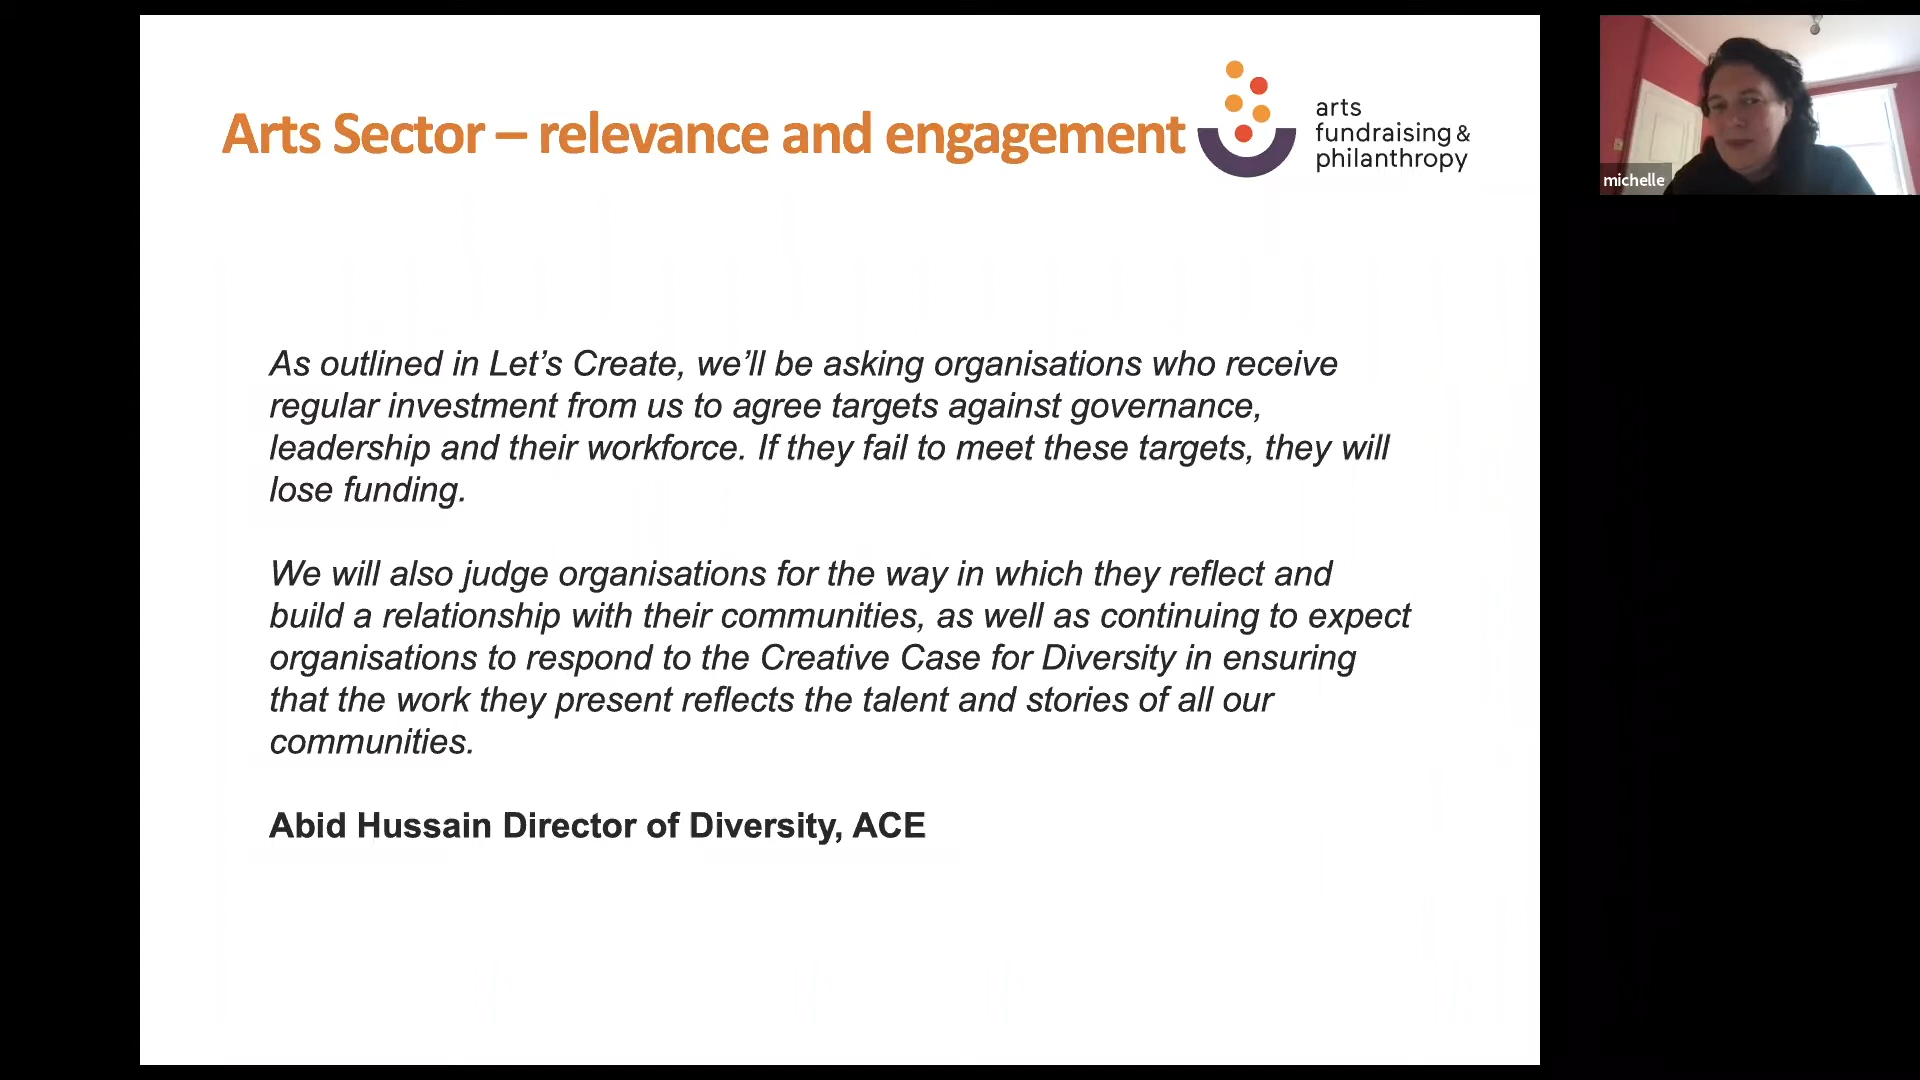 Arts Sector – relevance and engagement
arts
fundraising &
philanthropy
michelle
As outlined in Let’s Create, we’ll be asking organisations who receive
regular investment from us to agree targets against governance,
leadership and their workforce. If they fail to meet these targets, they will
lose funding.
We will also judge organisations for the way in which they reflect and
build a relationship with their communities, as well as continuing to expect
organisations to respond to the Creative Case for Diversity in ensuring
that the work they present reflects the talent and stories of all our
communities.
Abid Hussain Director of Diversity, ACE